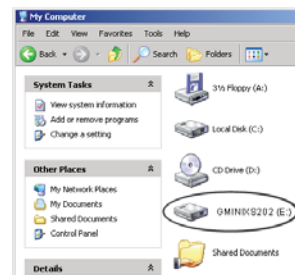 My Computer
File Edit View Favorites Tools Help
Back Search Folders
System Tasks
View system information
Add or remove programs
Change a setting
Other Places
My Network Places
My Documents
Shared Documents
Control Panel
Details
3½ Floppy (A:)
Local Disk (C:)
CD Drive (D:)
GMINIXS202 (E:)
Shared Documents